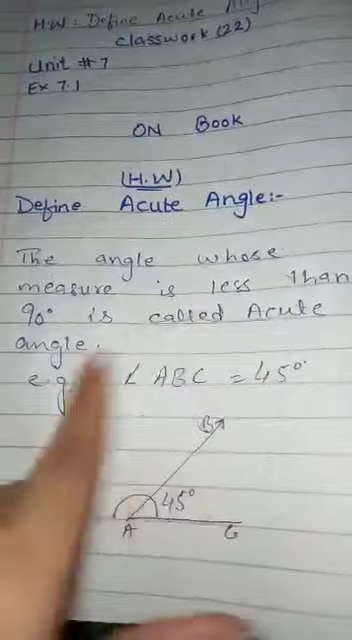 H.W: Define Acute Ang
classwork (22)
Unit # 7
Ex 7.1
ON Book
(H.W)
Define Acute Angle:-
The angle whose
measure is less than
90° is called Acute
angle.
e.g ∠ ABC = 45°
B
45°
A C